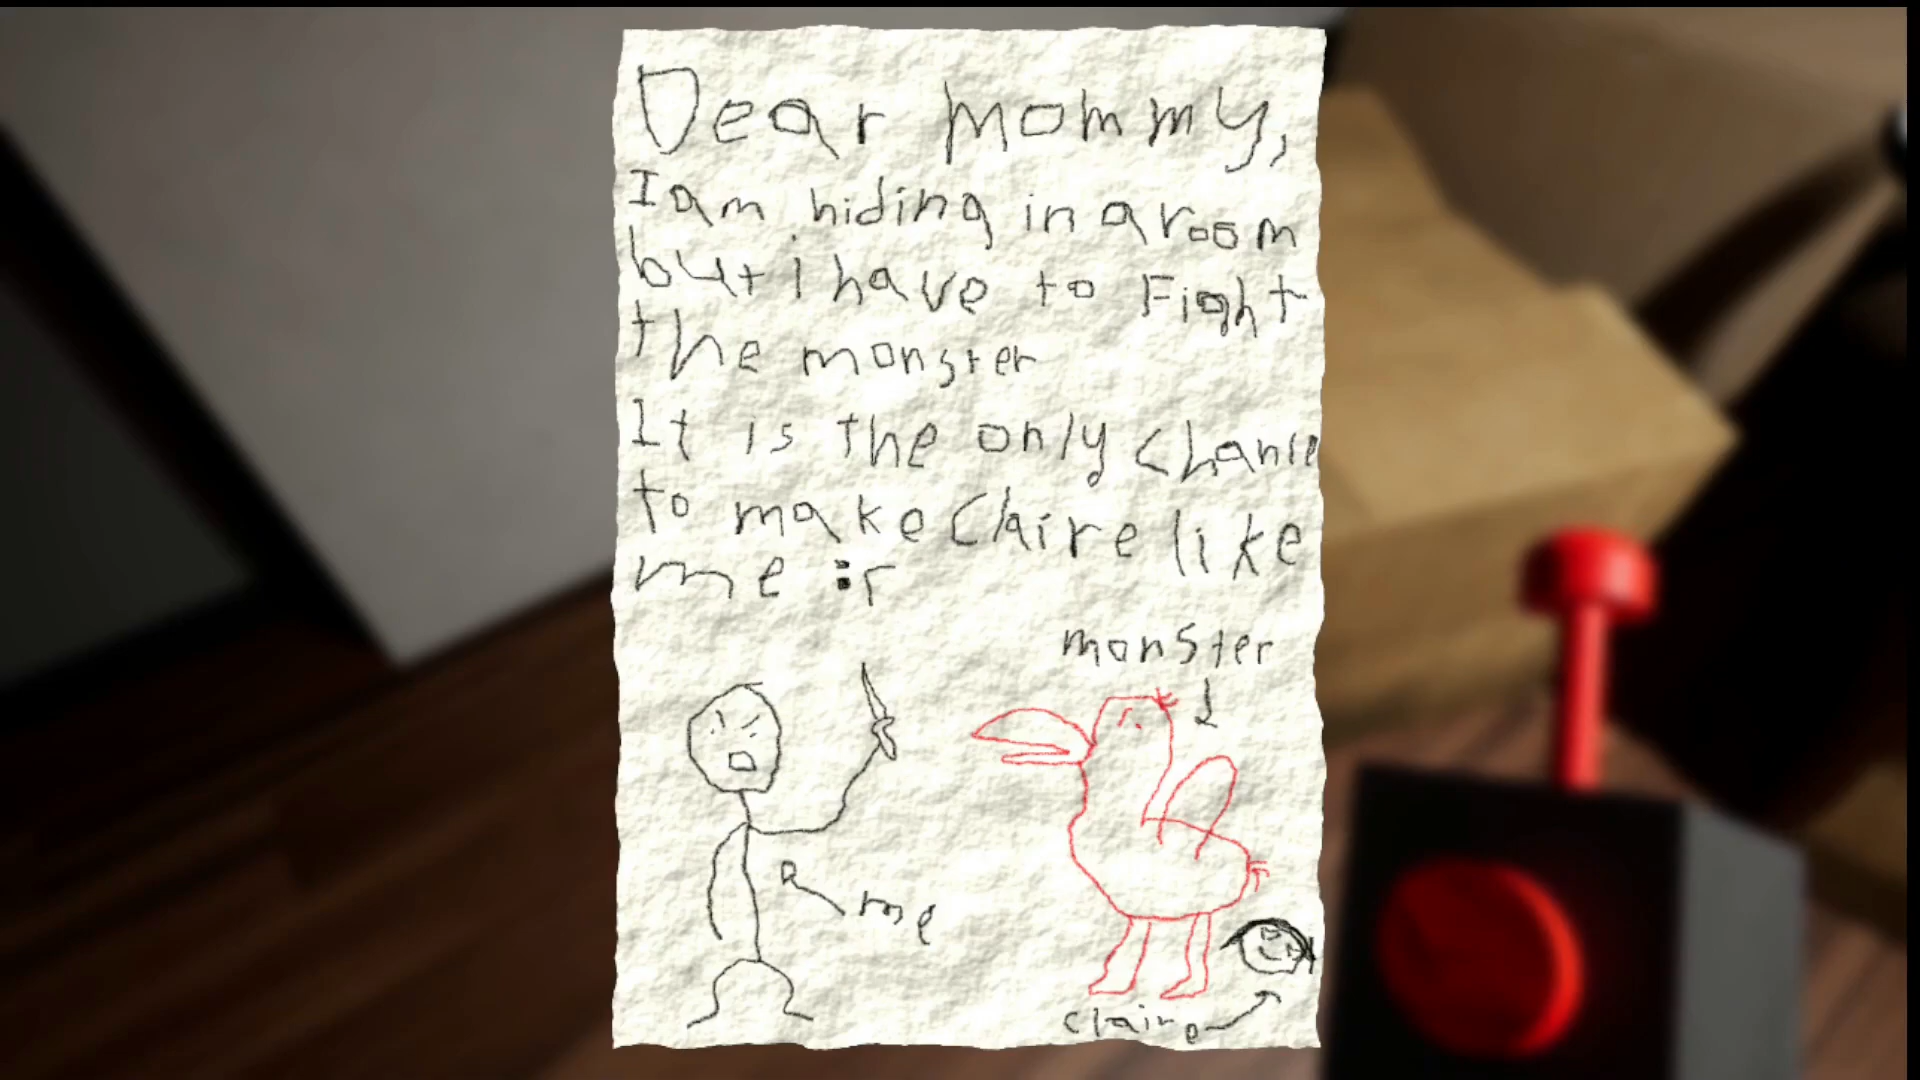 Dear Mommy,
I am hiding in a room
but i have to Fight
the monster
It is the only chance
to make Claire like
me :r
monster
me
claire